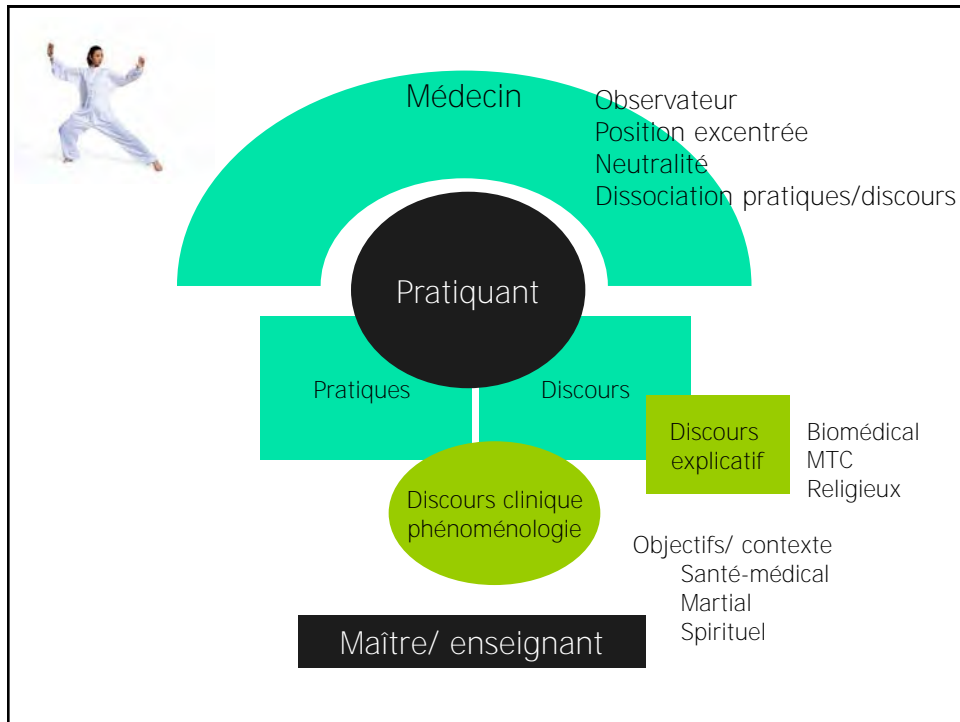 Médecin
Observateur
Position excentrée
Neutralité
Dissociation pratiques/discours
Pratiquant
Pratiques
Discours
Discours
explicatif
Biomédical
MTC
Religieux
Discours clinique
phénoménologie
Objectifs/ contexte
Santé-médical
Martial
Spirituel
Maître/ enseignant